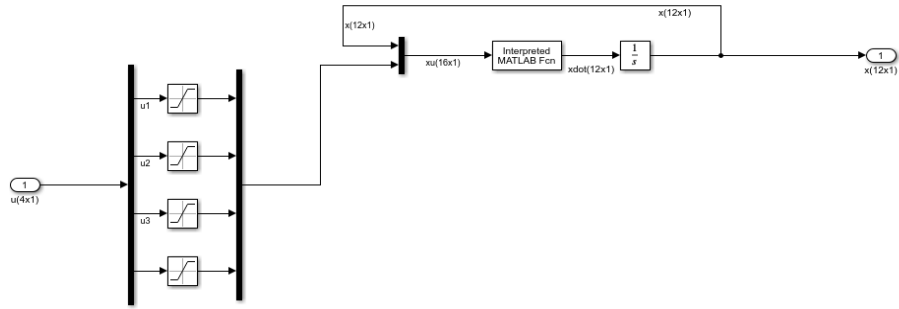 x(12x1)
x(12x1)
Interpreted
MATLAB Fcn
1
s
1
xu(16x1)
xdot(12x1)
x(12x1)
u1
u2
1
u(4x1)
u3